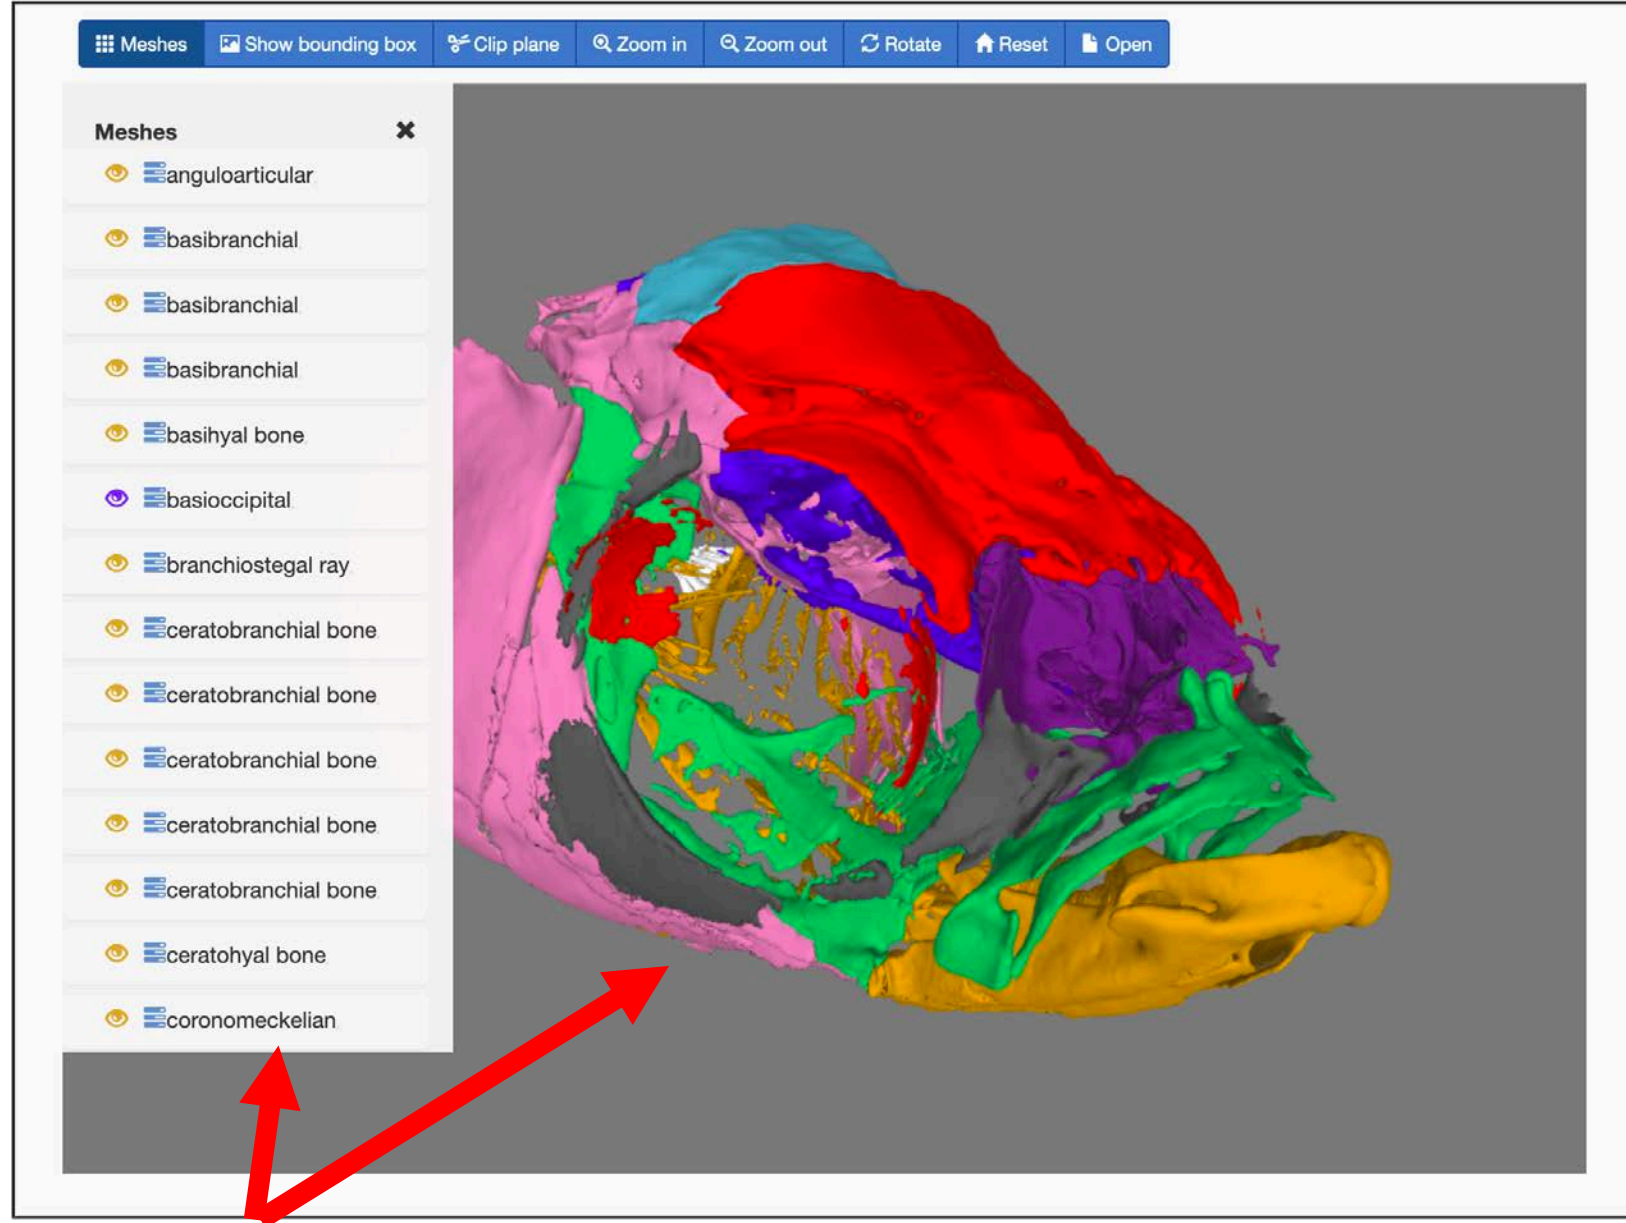 Meshes Show bounding box Clip plane Zoom in Zoom out Rotate Reset Open
Meshes
anguloarticular
basibranchial
basibranchial
basibranchial
basihyal bone
basioccipital
branchiostegal ray
ceratobranchial bone
ceratobranchial bone
ceratobranchial bone
ceratobranchial bone
ceratobranchial bone
ceratohyal bone
coronomeckelian